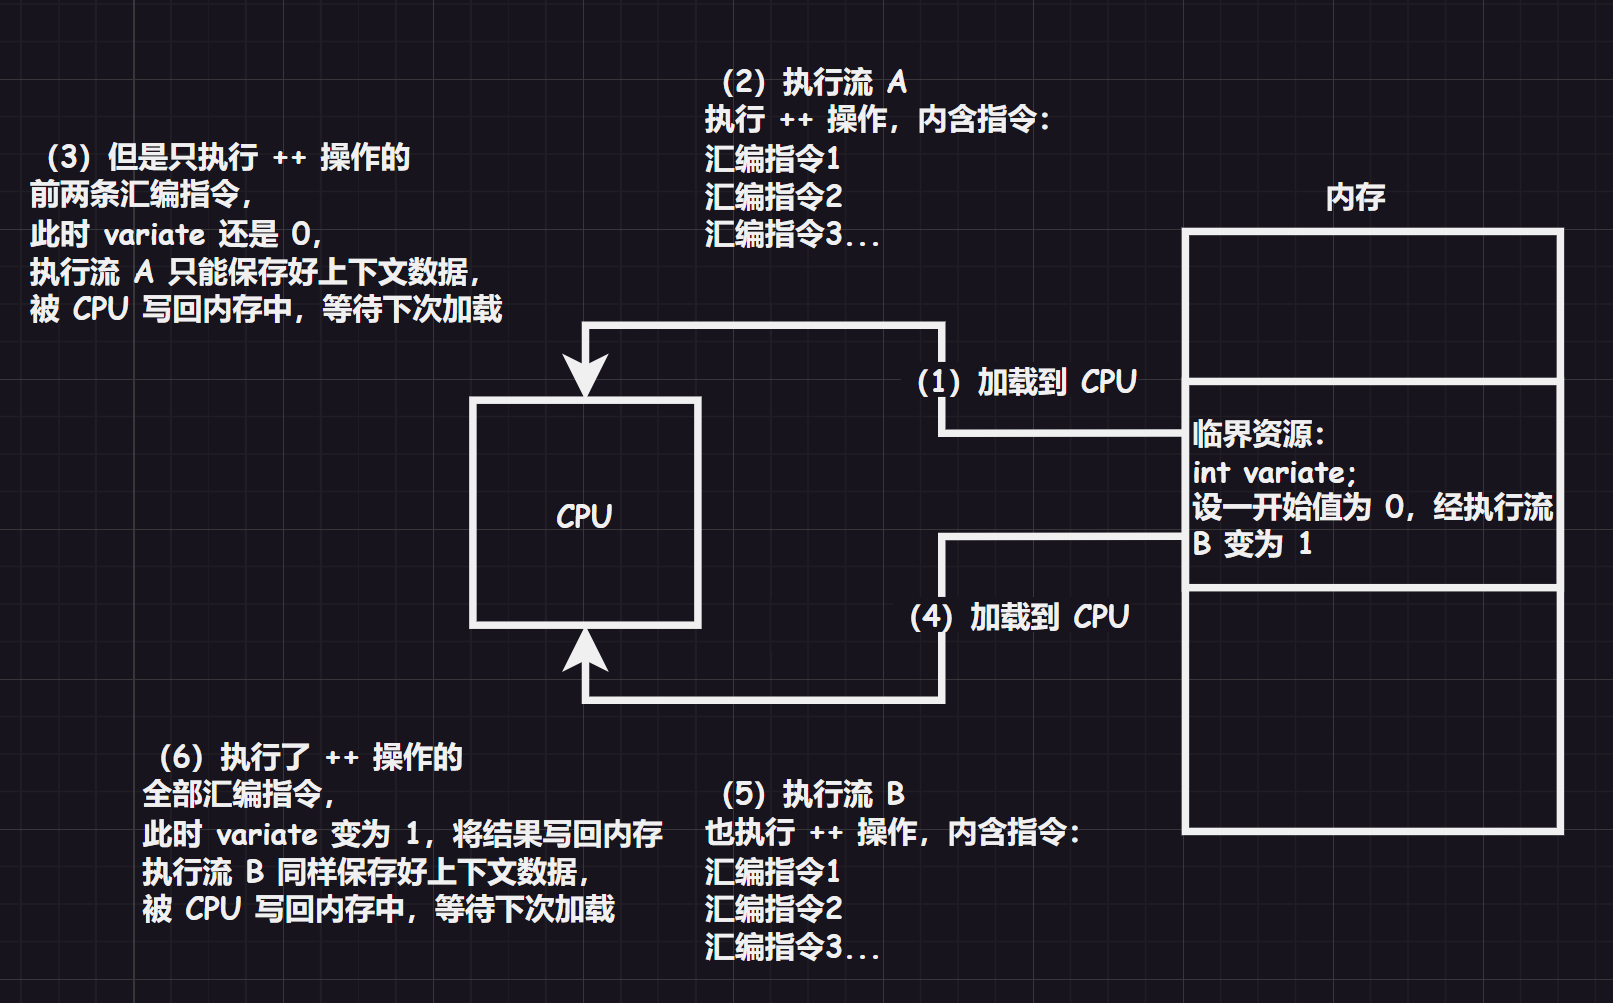 （2）执行流 A
执行 ++ 操作，内含指令：
汇编指令1
汇编指令2
汇编指令3...
（3）但是只执行 ++ 操作的
前两条汇编指令，
此时 variate 还是 0，
执行流 A 只能保存好上下文数据，
被 CPU 写回内存中，等待下次加载
内存
（1）加载到 CPU
临界资源：
int variate;
设一开始值为 0，经执行流
B 变为 1
CPU
（4）加载到 CPU
（6）执行了 ++ 操作的
全部汇编指令，
此时 variate 变为 1，将结果写回内存
执行流 B 同样保存好上下文数据，
被 CPU 写回内存中，等待下次加载
（5）执行流 B
也执行 ++ 操作，内含指令：
汇编指令1
汇编指令2
汇编指令3...